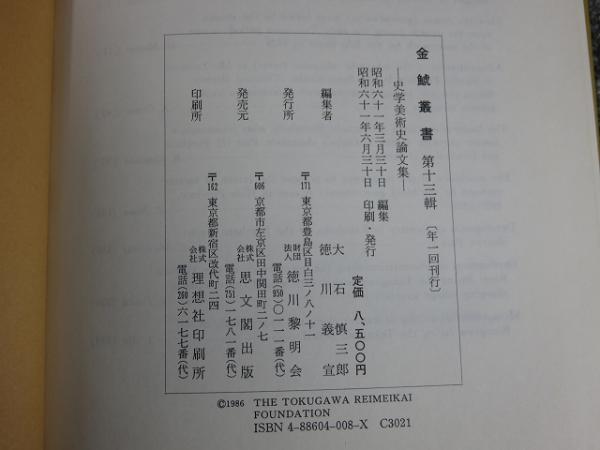 金鯱叢書 第十三輯 〔年一回刊行〕
―史学美術史論文集―
昭和六十一年三月三十日 編集
昭和六十一年六月三十日 印刷・発行
定価 八、五〇〇円
編集者 大石慎三郎
徳川義宣
〒171 東京都豊島区目白三ノ八ノ十一
発行所 財団法人 徳川黎明会
電話(950)〇一一一番(代)
〒606 京都市左京区田中関田町二ノ七
発売元 株式会社 思文閣出版
電話(751)一七八一番(代)
〒162 東京都新宿区改代町二四
印刷所 株式会社 理想社印刷所
電話(260)六一七七番(代)
©1986 THE TOKUGAWA REIMEIKAI
FOUNDATION
ISBN 4-88604-008-X C3021